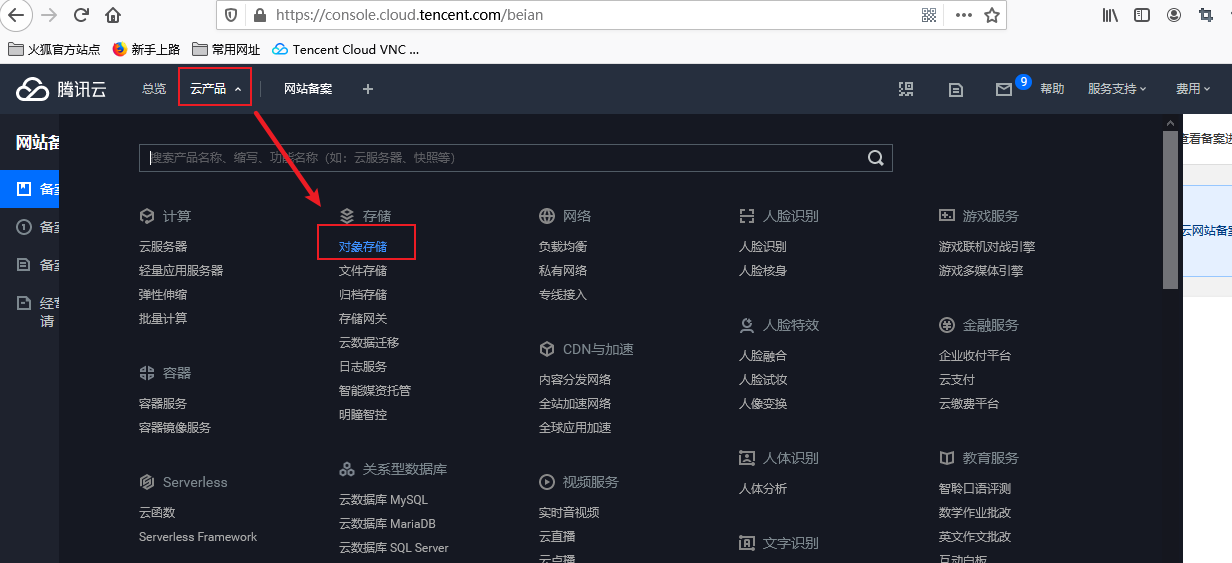 https://console.cloud.tencent.com/beian
火狐官方站点
新手上路
常用网址
Tencent Cloud VNC ...
腾讯云
总览
云产品
网站备案
9
帮助
服务支持
费用
网站备
备案
1
备案
备案
经营
请
查看备案进
云网站备案
搜索产品名称、缩写、功能名称（如：云服务器、快照等）
计算
云服务器
轻量应用服务器
弹性伸缩
批量计算
容器
容器服务
容器镜像服务
Serverless
云函数
Serverless Framework
存储
对象存储
文件存储
归档存储
存储网关
云数据迁移
日志服务
智能媒资托管
明瞳智控
关系型数据库
云数据库 MySQL
云数据库 MariaDB
云数据库 SQL Server
网络
负载均衡
私有网络
专线接入
CDN与加速
内容分发网络
全站加速网络
全球应用加速
视频服务
实时音视频
云直播
云点播
人脸识别
人脸识别
人脸核身
人脸特效
人脸融合
人脸试妆
人像变换
人体识别
人体分析
文字识别
游戏服务
游戏联机对战引擎
游戏多媒体引擎
金融服务
企业收付平台
云支付
云缴费平台
教育服务
智聆口语评测
数学作业批改
英文作文批改
互动白板